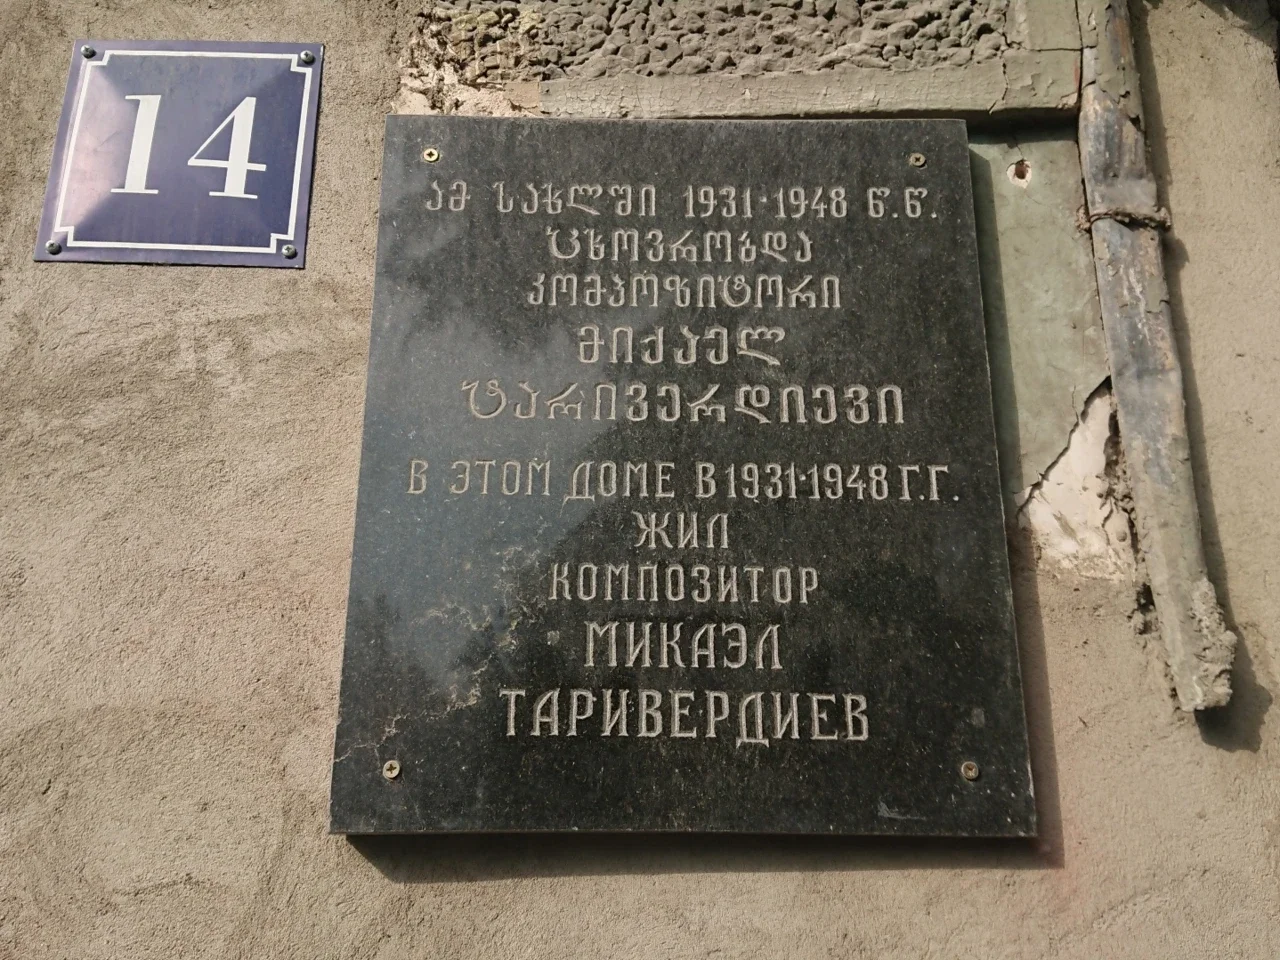 14
ამ სახლში 1931-1948 წ.წ.
ცხოვრობდა
კომპოზიტორი
მიქაელ
ტარივერდიევი
В ЭТОМ ДОМЕ В 1931-1948 Г.Г.
ЖИЛ
КОМПОЗИТОР
МИКАЭЛ
ТАРИВЕРДИЕВ